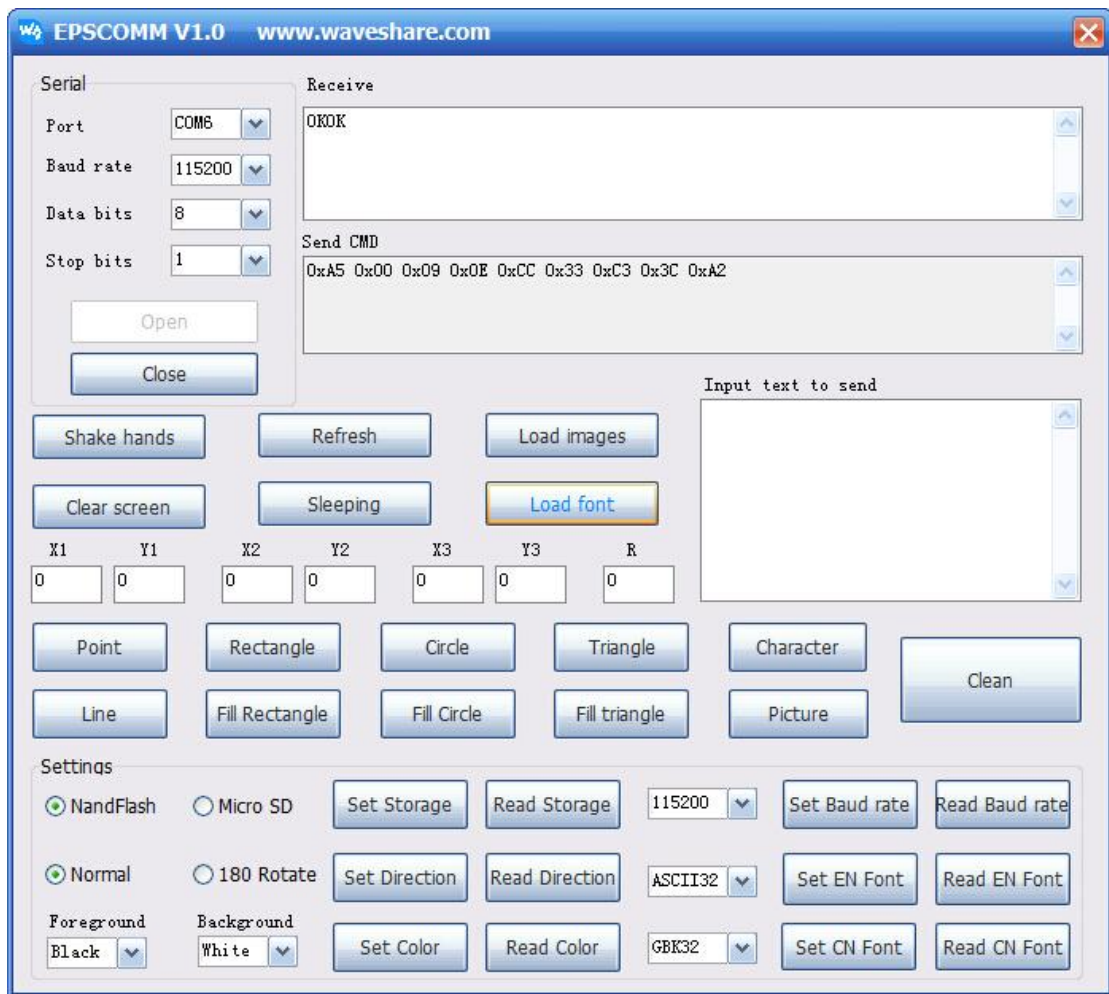 EPSCOMM V1.0 www.waveshare.com
Serial
Port COM6
Baud rate 115200
Data bits 8
Stop bits 1
Open
Close
Receive
OKOK
Send CMD
0xA5 0x00 0x09 0x0E 0xCC 0x33 0xC3 0x3C 0xA2
Input text to send
Shake hands Refresh Load images
Clear screen Sleeping Load font
X1 Y1 X2 Y2 X3 Y3 R
0 0 0 0 0 0 0
Point Rectangle Circle Triangle Character
Clean
Line Fill Rectangle Fill Circle Fill triangle Picture
Settings
NandFlash Micro SD Set Storage Read Storage 115200 Set Baud rate Read Baud rate
Normal 180 Rotate Set Direction Read Direction ASCII32 Set EN Font Read EN Font
Foreground Background
Black White Set Color Read Color GBK32 Set CN Font Read CN Font